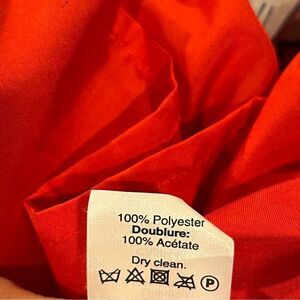 100% Polyester
Doublure:
100% Acétate
Dry clean.
P